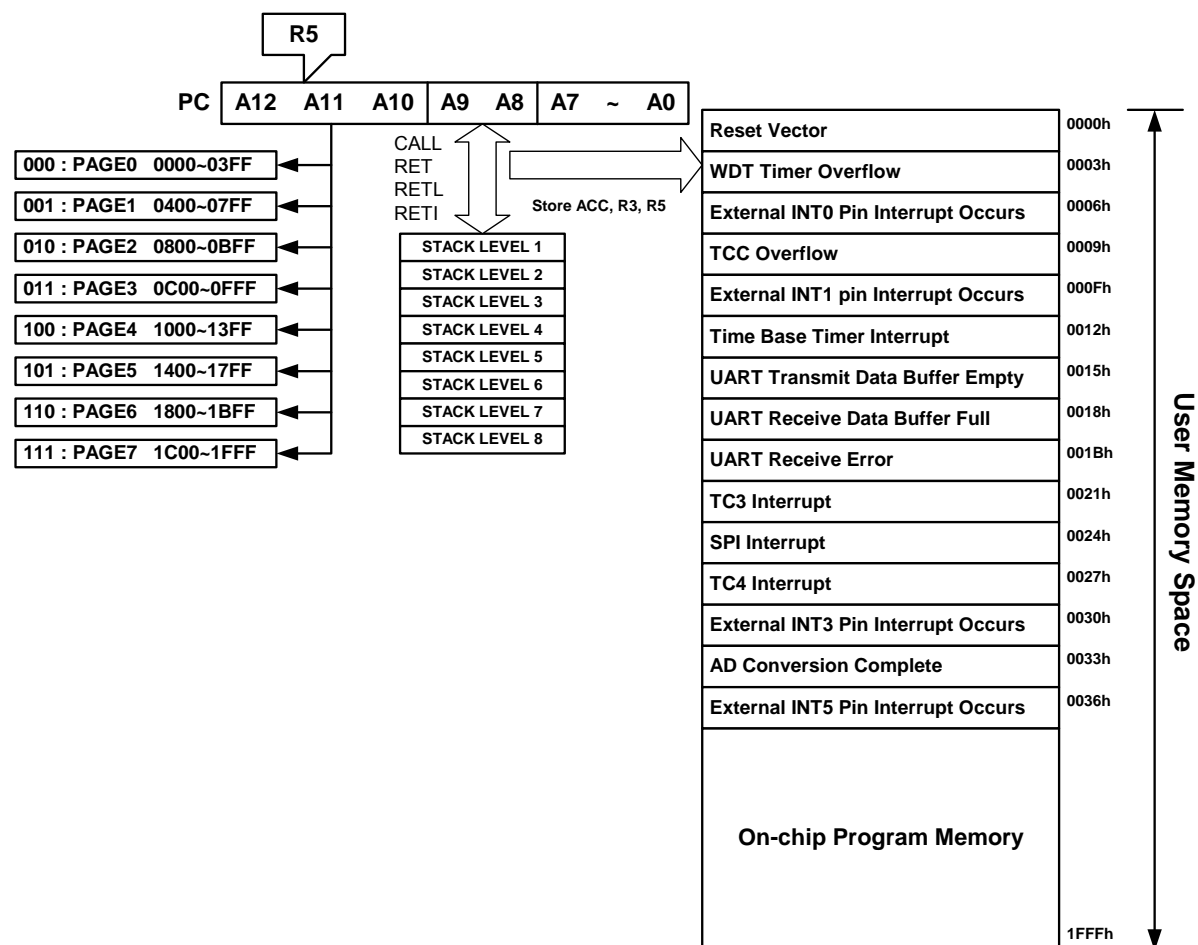 R5
PC A12 A11 A10 A9 A8 A7 ~ A0
CALL
RET
RETL
RETI
Store ACC, R3, R5
000 : PAGE0 0000~03FF
001 : PAGE1 0400~07FF
010 : PAGE2 0800~0BFF
011 : PAGE3 0C00~0FFF
100 : PAGE4 1000~13FF
101 : PAGE5 1400~17FF
110 : PAGE6 1800~1BFF
111 : PAGE7 1C00~1FFF
STACK LEVEL 1
STACK LEVEL 2
STACK LEVEL 3
STACK LEVEL 4
STACK LEVEL 5
STACK LEVEL 6
STACK LEVEL 7
STACK LEVEL 8
Reset Vector 0000h
WDT Timer Overflow 0003h
External INT0 Pin Interrupt Occurs 0006h
TCC Overflow 0009h
External INT1 pin Interrupt Occurs 000Fh
Time Base Timer Interrupt 0012h
UART Transmit Data Buffer Empty 0015h
UART Receive Data Buffer Full 0018h
UART Receive Error 001Bh
TC3 Interrupt 0021h
SPI Interrupt 0024h
TC4 Interrupt 0027h
External INT3 Pin Interrupt Occurs 0030h
AD Conversion Complete 0033h
External INT5 Pin Interrupt Occurs 0036h
On-chip Program Memory
1FFFh
User Memory Space